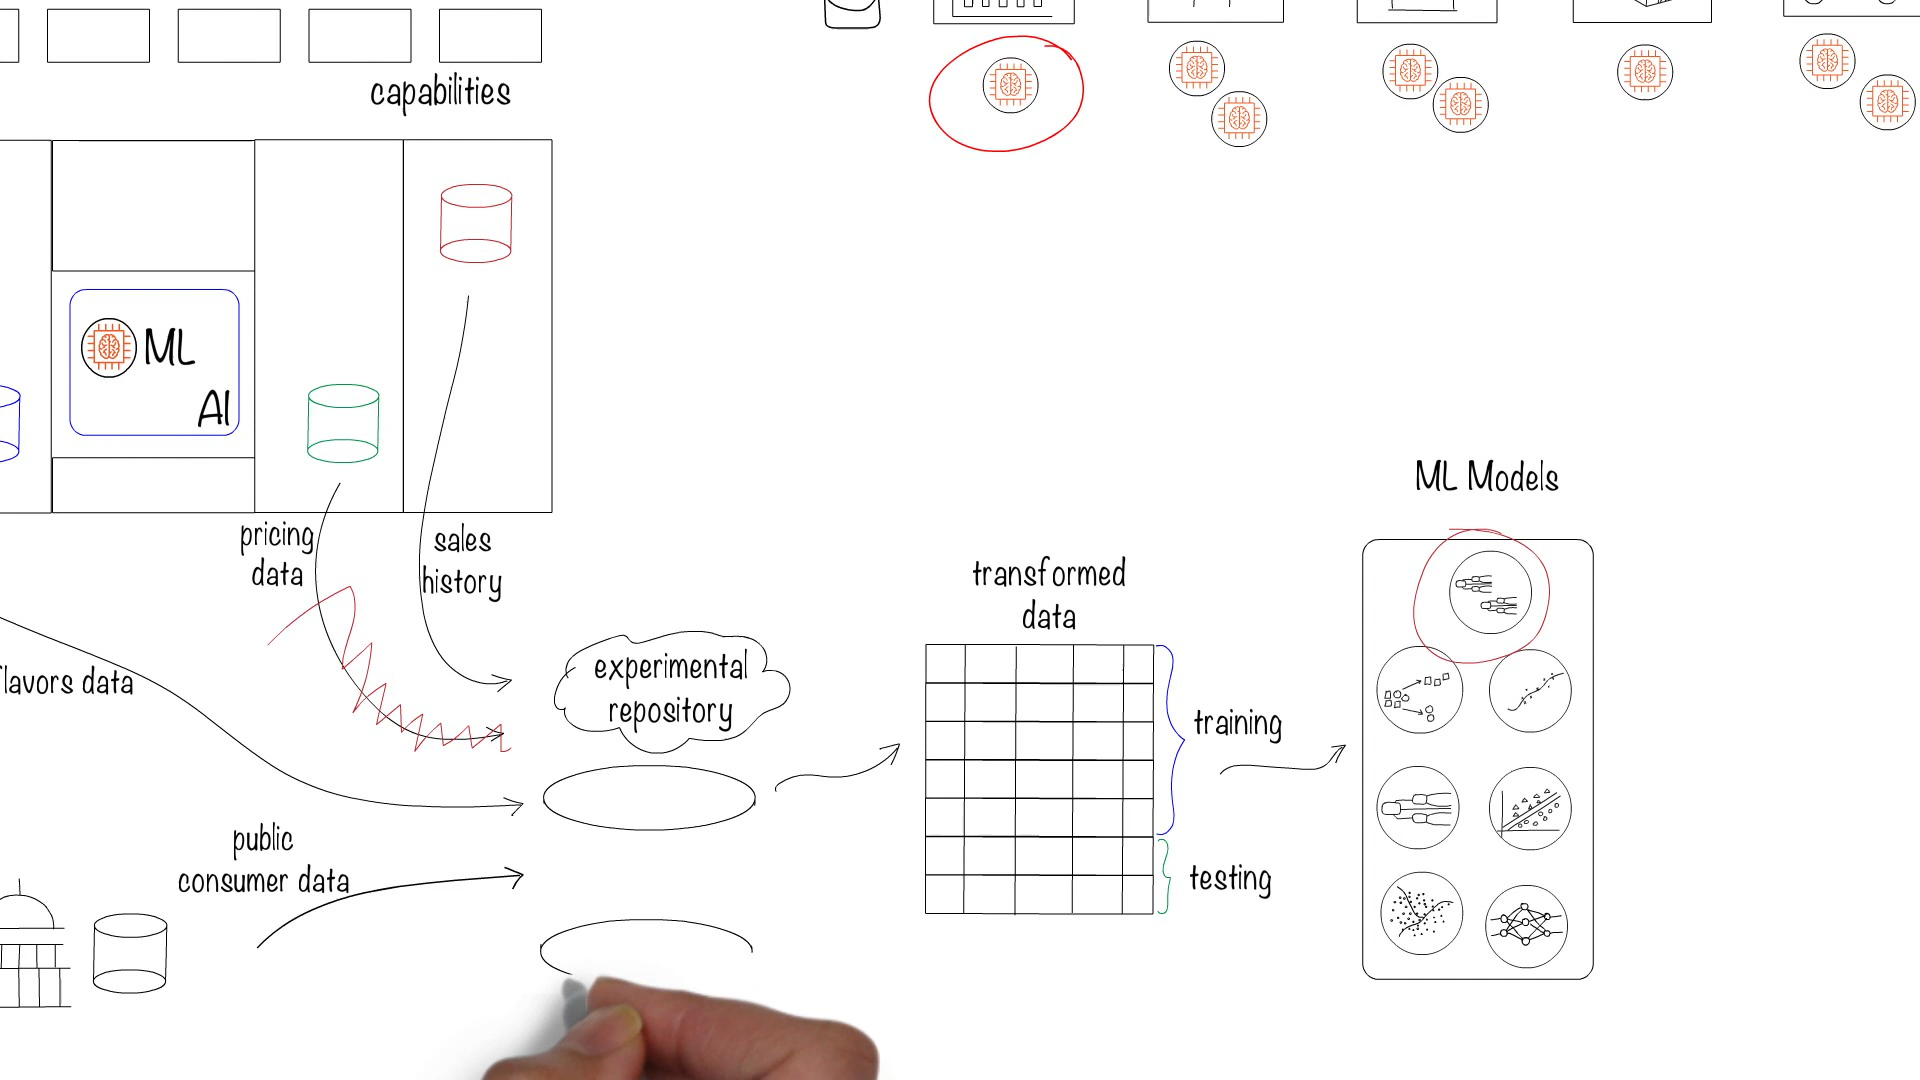 capabilities
ML
AI
pricing
data
sales
history
flavors data
public
consumer data
experimental
repository
transformed
data
training
testing
ML Models